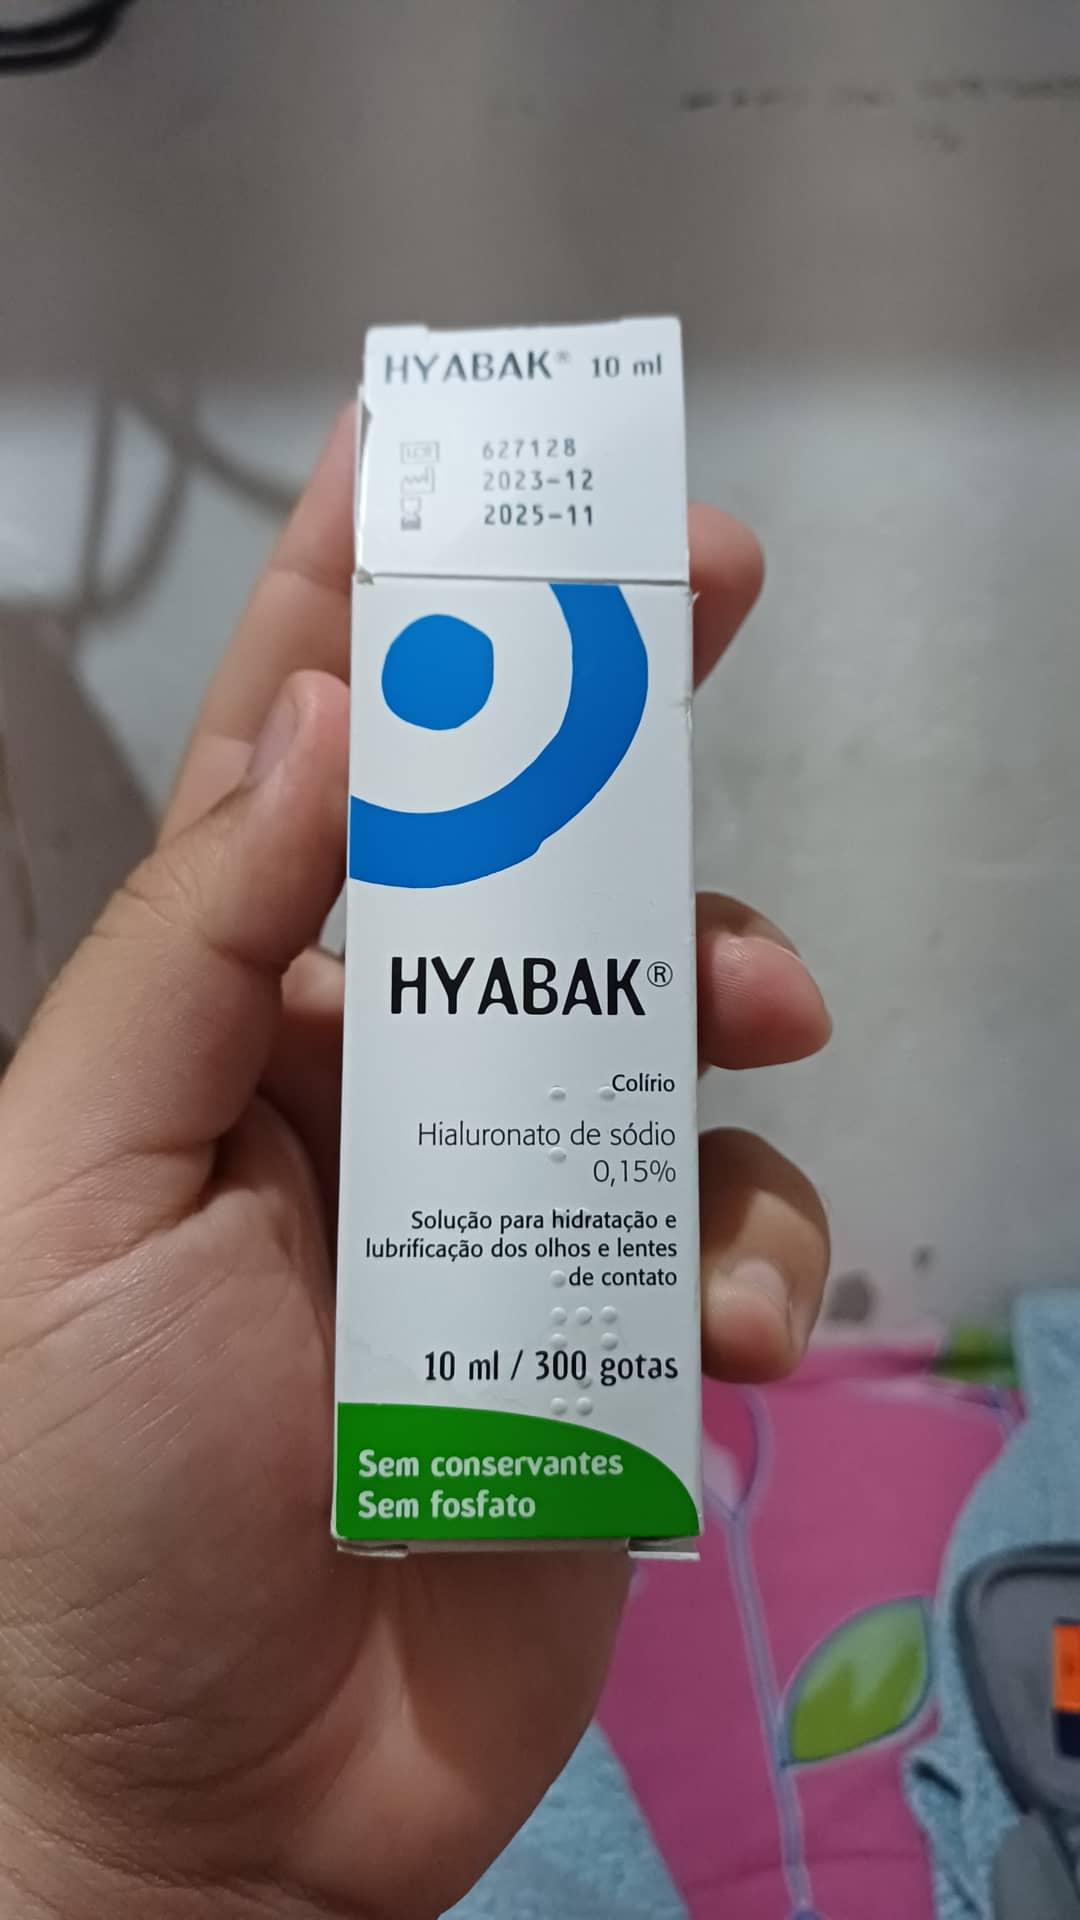 HYABAK® 10 ml
LOT 627128
2023-12
2025-11
HYABAK®
Colírio
Hialuronato de sódio
0,15%
Solução para hidratação e
lubrificação dos olhos e lentes
de contato
10 ml / 300 gotas
Sem conservantes
Sem fosfato